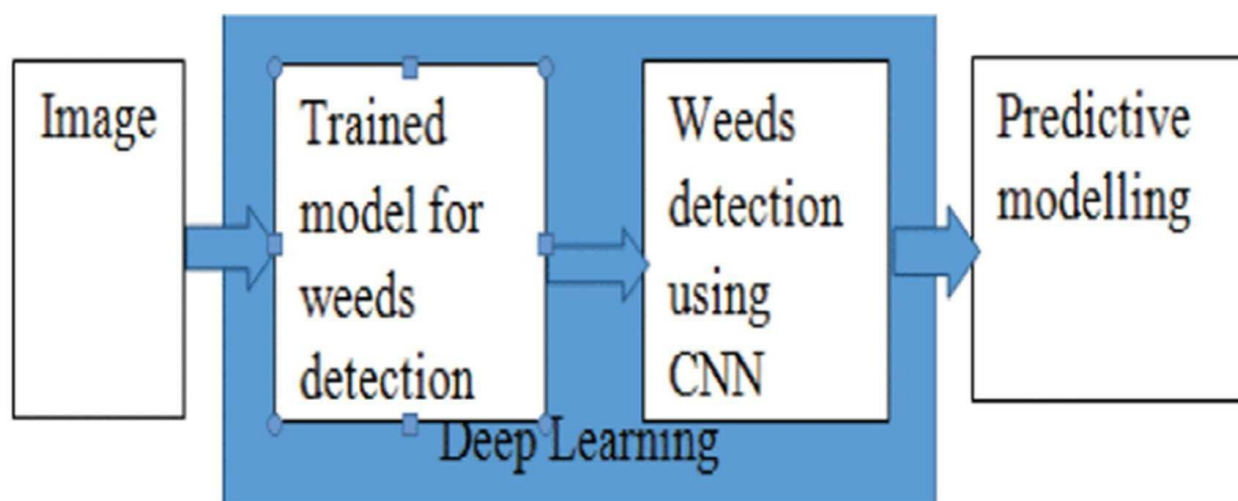 Image
Trained
model for
weeds
detection
Weeds
detection
using
CNN
Predictive
modelling
Deep Learning